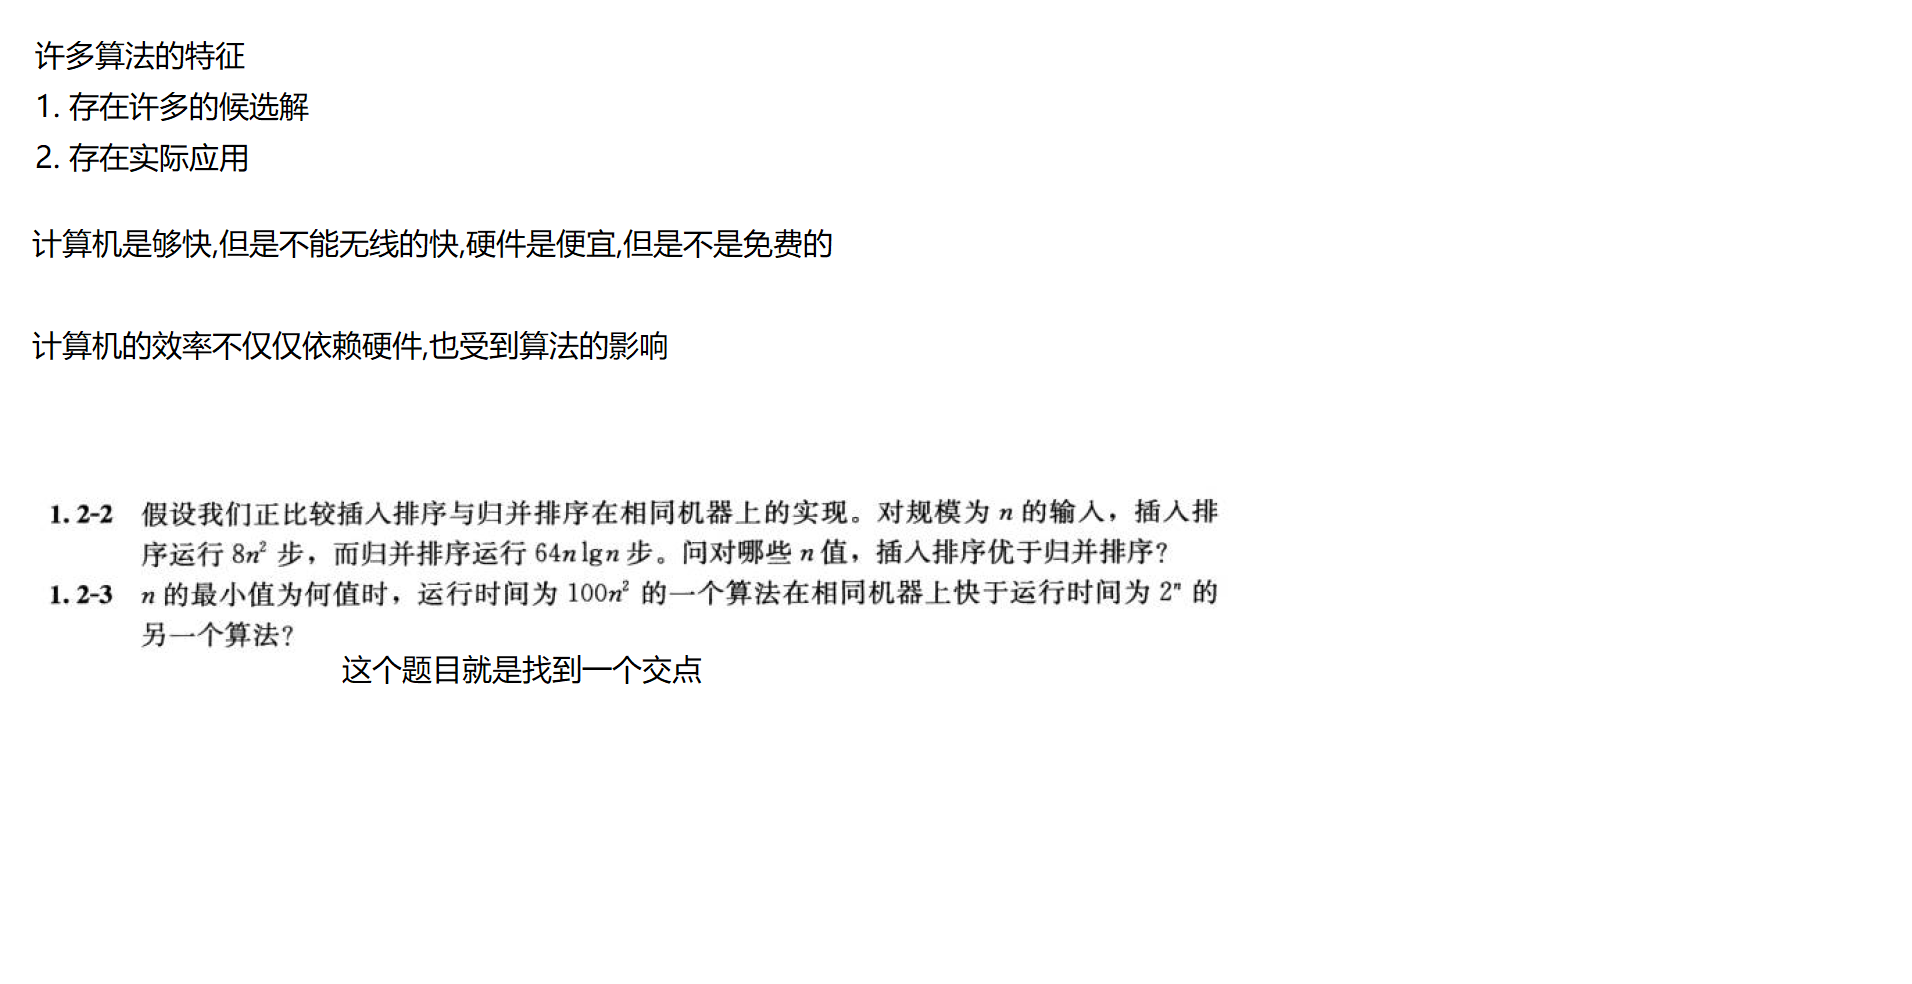 许多算法的特征
1. 存在许多的候选解
2. 存在实际应用
计算机是够快,但是不能无线的快,硬件是便宜,但是不是免费的
计算机的效率不仅仅依赖硬件,也受到算法的影响
1.2-2 假设我们正比较插入排序与归并排序在相同机器上的实现。对规模为 n 的输入，插入排
序运行 8n² 步，而归并排序运行 64nlgn 步。问对哪些 n 值，插入排序优于归并排序？
1.2-3 n 的最小值为何值时，运行时间为 100n² 的一个算法在相同机器上快于运行时间为 2ⁿ 的
另一个算法？
这个题目就是找到一个交点